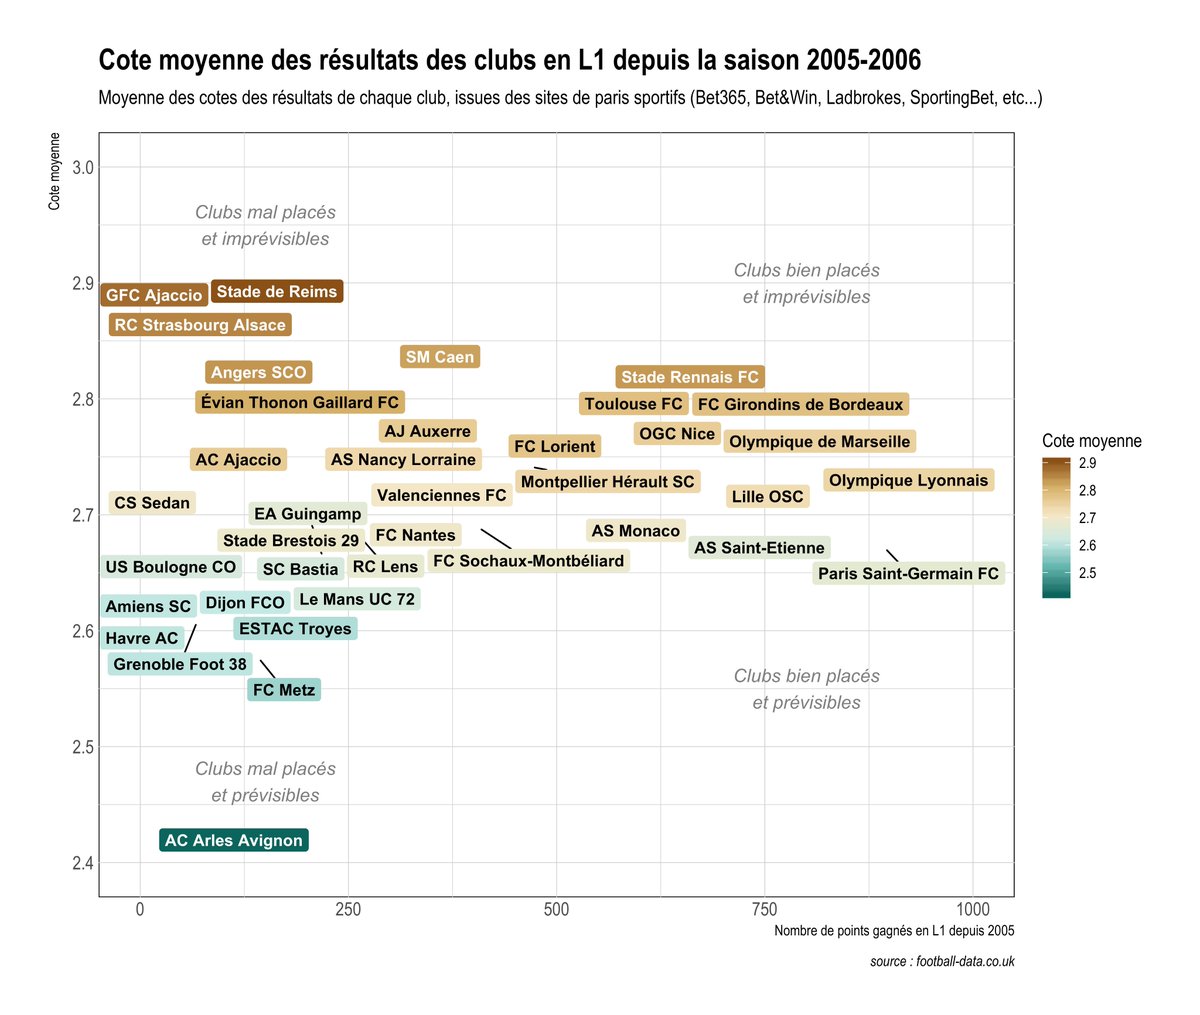 Cote moyenne des résultats des clubs en L1 depuis la saison 2005-2006
Moyenne des cotes des résultats de chaque club, issues des sites de paris sportifs (Bet365, Bet&Win, Ladbrokes, SportingBet, etc...)
Cote moyenne
3.0
2.9
2.8
2.7
2.6
2.5
2.4
Clubs mal placés
et imprévisibles
Clubs bien placés
et imprévisibles
GFC Ajaccio
Stade de Reims
RC Strasbourg Alsace
SM Caen
Angers SCO
Stade Rennais FC
Évian Thonon Gaillard FC
Toulouse FC
FC Girondins de Bordeaux
AJ Auxerre
OGC Nice
Olympique de Marseille
FC Lorient
AC Ajaccio
AS Nancy Lorraine
Montpellier Hérault SC
Olympique Lyonnais
CS Sedan
Valenciennes FC
Lille OSC
EA Guingamp
Stade Brestois 29
FC Nantes
AS Monaco
AS Saint-Etienne
US Boulogne CO
SC Bastia
RC Lens
FC Sochaux-Montbéliard
Paris Saint-Germain FC
Amiens SC
Dijon FCO
Le Mans UC 72
Havre AC
ESTAC Troyes
Grenoble Foot 38
FC Metz
Clubs bien placés
et prévisibles
Clubs mal placés
et prévisibles
AC Arles Avignon
0
250
500
750
1000
Nombre de points gagnés en L1 depuis 2005
source : football-data.co.uk
Cote moyenne
2.9
2.8
2.7
2.6
2.5